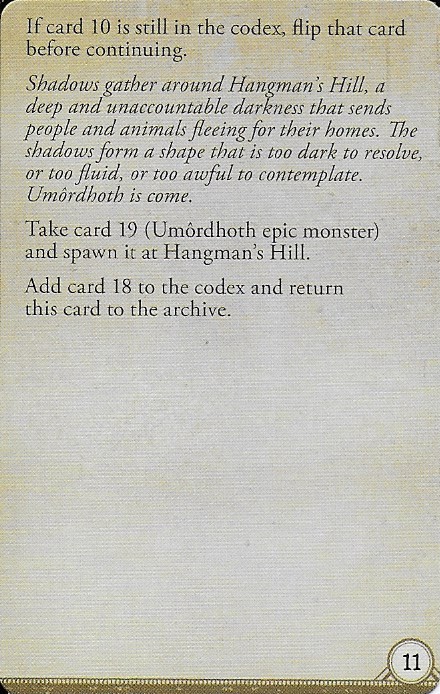 If card 10 is still in the codex, flip that card
before continuing.
Shadows gather around Hangman's Hill, a
deep and unaccountable darkness that sends
people and animals fleeing for their homes. The
shadows form a shape that is too dark to resolve,
or too fluid, or too awful to contemplate.
Umôrdhoth is come.
Take card 19 (Umôrdhoth epic monster)
and spawn it at Hangman's Hill.
Add card 18 to the codex and return
this card to the archive.
11